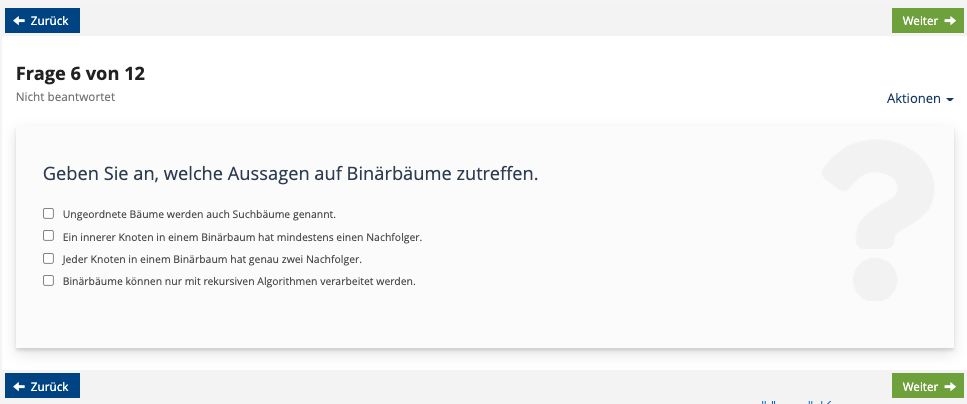 Zurück
Weiter
Frage 6 von 12
Nicht beantwortet
Aktionen
Geben Sie an, welche Aussagen auf Binärbäume zutreffen.
Ungeordnete Bäume werden auch Suchbäume genannt.
Ein innerer Knoten in einem Binärbaum hat mindestens einen Nachfolger.
Jeder Knoten in einem Binärbaum hat genau zwei Nachfolger.
Binärbäume können nur mit rekursiven Algorithmen verarbeitet werden.
?
Zurück
Weiter